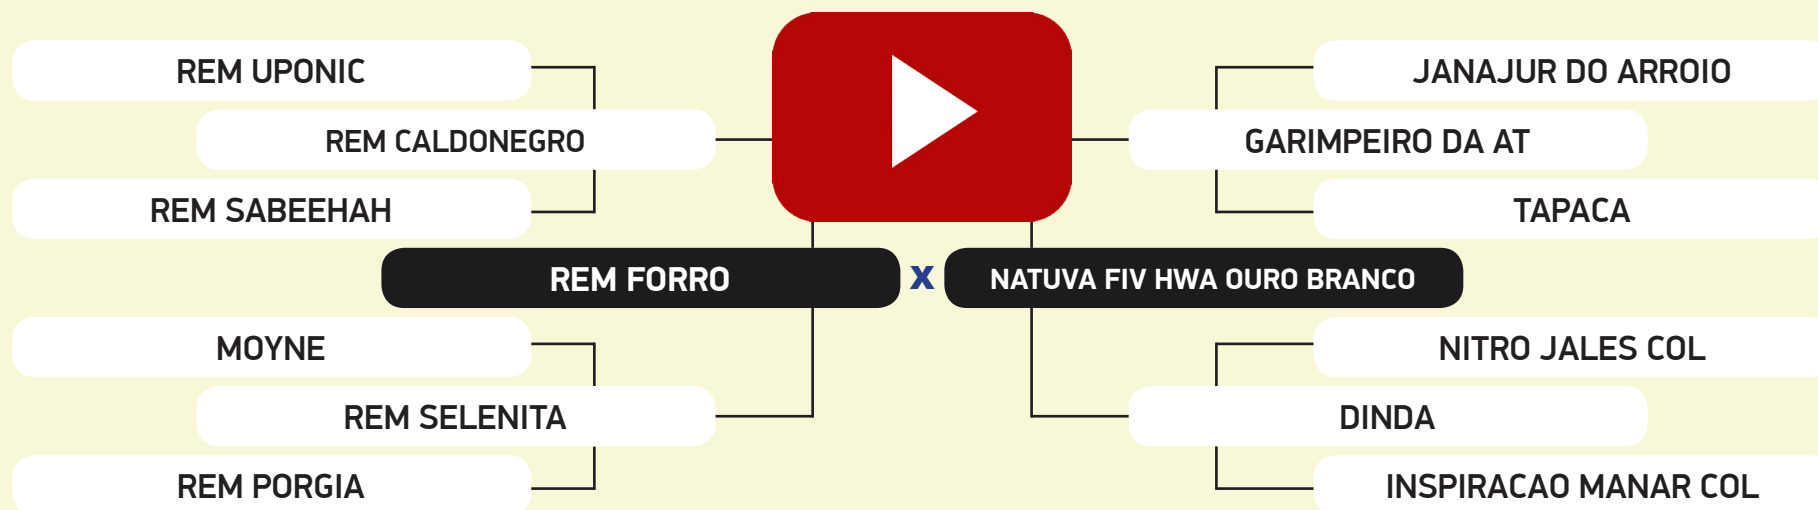 REM UPONIC
JANAJUR DO ARROIO
REM CALDONEGRO
GARIMPEIRO DA AT
REM SABEEHAH
TAPACA
REM FORRO X NATUVA FIV HWA OURO BRANCO
MOYNE
NITRO JALES COL
REM SELENITA
DINDA
REM PORGIA
INSPIRACAO MANAR COL